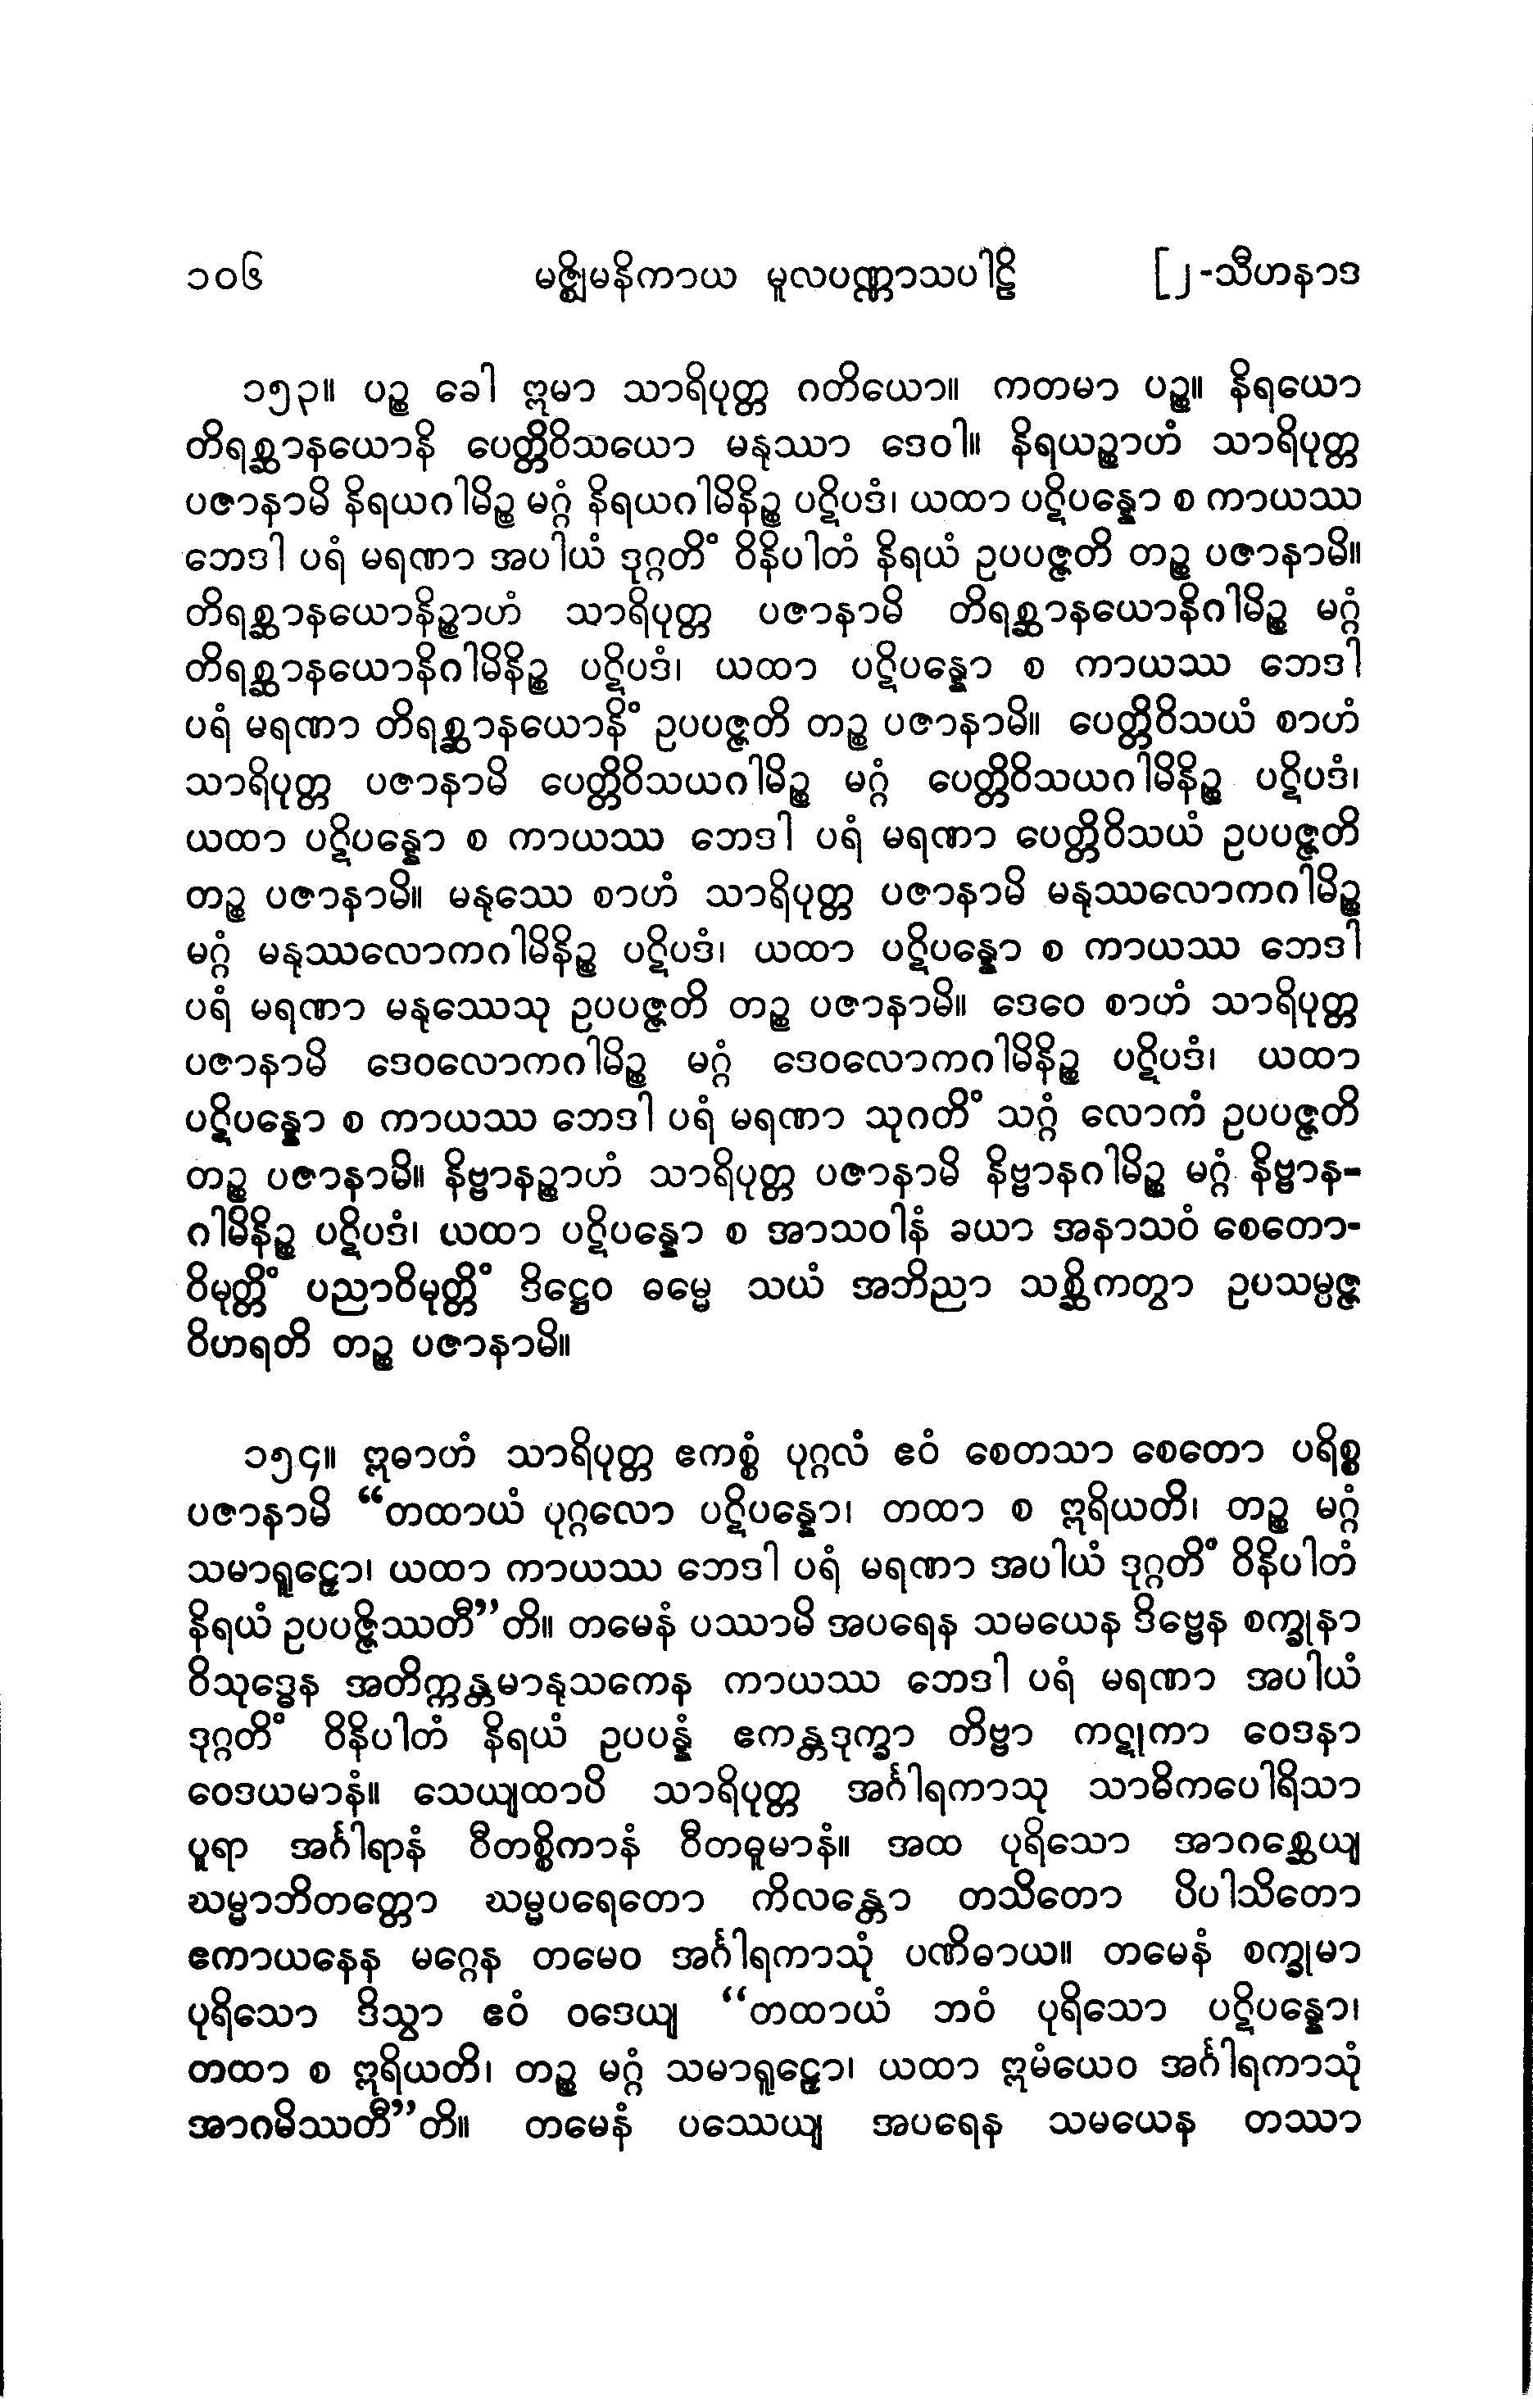 ၁၀၆ မဇ္ဈိမနိကာယ မူလပဏ္ဏာသပါဠိ [၂-သီဟနာဒ
၁၅၃။ ပဉ္စ ခေါ ဣမာ သာရိပုတ္တ ဂတိယော။ ကတမာ ပဉ္စ။ နိရယော
တိရစ္ဆာနယောနိ ပေတ္တိဝိသယော မနုဿာ ဒေဝါ။ နိရယဉ္စာဟံ သာရိပုတ္တ
ပဇာနာမိ နိရယဂါမိဉ္စ မဂ္ဂံ နိရယဂါမိနိဉ္စ ပဋိပဒံ၊ ယထာ ပဋိပန္နော စ ကာယဿ
ဘေဒါ ပရံ မရဏာ အပါယံ ဒုဂ္ဂတိံ ဝိနိပါတံ နိရယံ ဥပပဇ္ဇတိ တဉ္စ ပဇာနာမိ။
တိရစ္ဆာနယောနိဉ္စာဟံ သာရိပုတ္တ ပဇာနာမိ တိရစ္ဆာနယောနိဂါမိဉ္စ မဂ္ဂံ
တိရစ္ဆာနယောနိဂါမိနိဉ္စ ပဋိပဒံ၊ ယထာ ပဋိပန္နော စ ကာယဿ ဘေဒါ
ပရံ မရဏာ တိရစ္ဆာနယောနိံ ဥပပဇ္ဇတိ တဉ္စ ပဇာနာမိ။ ပေတ္တိဝိသယံ စာဟံ
သာရိပုတ္တ ပဇာနာမိ ပေတ္တိဝိသယဂါမိဉ္စ မဂ္ဂံ ပေတ္တိဝိသယဂါမိနိဉ္စ ပဋိပဒံ၊
ယထာ ပဋိပန္နော စ ကာယဿ ဘေဒါ ပရံ မရဏာ ပေတ္တိဝိသယံ ဥပပဇ္ဇတိ
တဉ္စ ပဇာနာမိ။ မနုဿေ စာဟံ သာရိပုတ္တ ပဇာနာမိ မနုဿလောကဂါမိဉ္စ
မဂ္ဂံ မနုဿလောကဂါမိနိဉ္စ ပဋိပဒံ၊ ယထာ ပဋိပန္နော စ ကာယဿ ဘေဒါ
ပရံ မရဏာ မနုဿေသု ဥပပဇ္ဇတိ တဉ္စ ပဇာနာမိ။ ဒေဝေ စာဟံ သာရိပုတ္တ
ပဇာနာမိ ဒေဝလောကဂါမိဉ္စ မဂ္ဂံ ဒေဝလောကဂါမိနိဉ္စ ပဋိပဒံ၊ ယထာ
ပဋိပန္နော စ ကာယဿ ဘေဒါ ပရံ မရဏာ သုဂတိံ သဂ္ဂံ လောကံ ဥပပဇ္ဇတိ
တဉ္စ ပဇာနာမိ။ နိဗ္ဗာနဉ္စာဟံ သာရိပုတ္တ ပဇာနာမိ နိဗ္ဗာနဂါမိဉ္စ မဂ္ဂံ နိဗ္ဗာန-
ဂါမိနိဉ္စ ပဋိပဒံ၊ ယထာ ပဋိပန္နော စ အာသဝါနံ ခယာ အနာသဝံ စေတော-
ဝိမုတ္တိံ ပညာဝိမုတ္တိံ ဒိဋ္ဌေဝ ဓမ္မေ သယံ အဘိညာ သစ္ဆိကတွာ ဥပသမ္ပဇ္ဇ
ဝိဟရတိ တဉ္စ ပဇာနာမိ။
၁၅၄။ ဣဓာဟံ သာရိပုတ္တ ဧကစ္စံ ပုဂ္ဂလံ ဧဝံ စေတသာ စေတော ပရိစ္စ
ပဇာနာမိ “တထာယံ ပုဂ္ဂလော ပဋိပန္နော၊ တထာ စ ဣရိယတိ၊ တဉ္စ မဂ္ဂံ
သမာရူဠှော၊ ယထာ ကာယဿ ဘေဒါ ပရံ မရဏာ အပါယံ ဒုဂ္ဂတိံ ဝိနိပါတံ
နိရယံ ဥပပဇ္ဇိဿတီ”တိ။ တမေနံ ပဿာမိ အပရေန သမယေန ဒိဗ္ဗေန စက္ခုနာ
ဝိသုဒ္ဓေန အတိက္ကန္တမာနုသကေန ကာယဿ ဘေဒါ ပရံ မရဏာ အပါယံ
ဒုဂ္ဂတိံ ဝိနိပါတံ နိရယံ ဥပပန္နံ ဧကန္တဒုက္ခာ တိဗ္ဗာ ကဋုကာ ဝေဒနာ
ဝေဒယမာနံ။ သေယျထာပိ သာရိပုတ္တ အင်္ဂါရကာသု သာဓိကပေါရိသာ
ပူရာ အင်္ဂါရာနံ ဝီတစ္စိကာနံ ဝီတဓူမာနံ။ အထ ပုရိသော အာဂစ္ဆေယျ
ဃမ္မာဘိတတ္တော ဃမ္မပရေတော ကိလန္တော တသိတော ပိပါသိတော
ဧကာယနေန မဂ္ဂေန တမေဝ အင်္ဂါရကာသုံ ပဏိဓာယ။ တမေနံ စက္ခုမာ
ပုရိသော ဒိသွာ ဧဝံ ဝဒေယျ “တထာယံ ဘဝံ ပုရိသော ပဋိပန္နော၊
တထာ စ ဣရိယတိ၊ တဉ္စ မဂ္ဂံ သမာရူဠှော၊ ယထာ ဣမံယေဝ အင်္ဂါရကာသုံ
အာဂမိဿတီ”တိ။ တမေနံ ပဿေယျ အပရေန သမယေန တဿာ